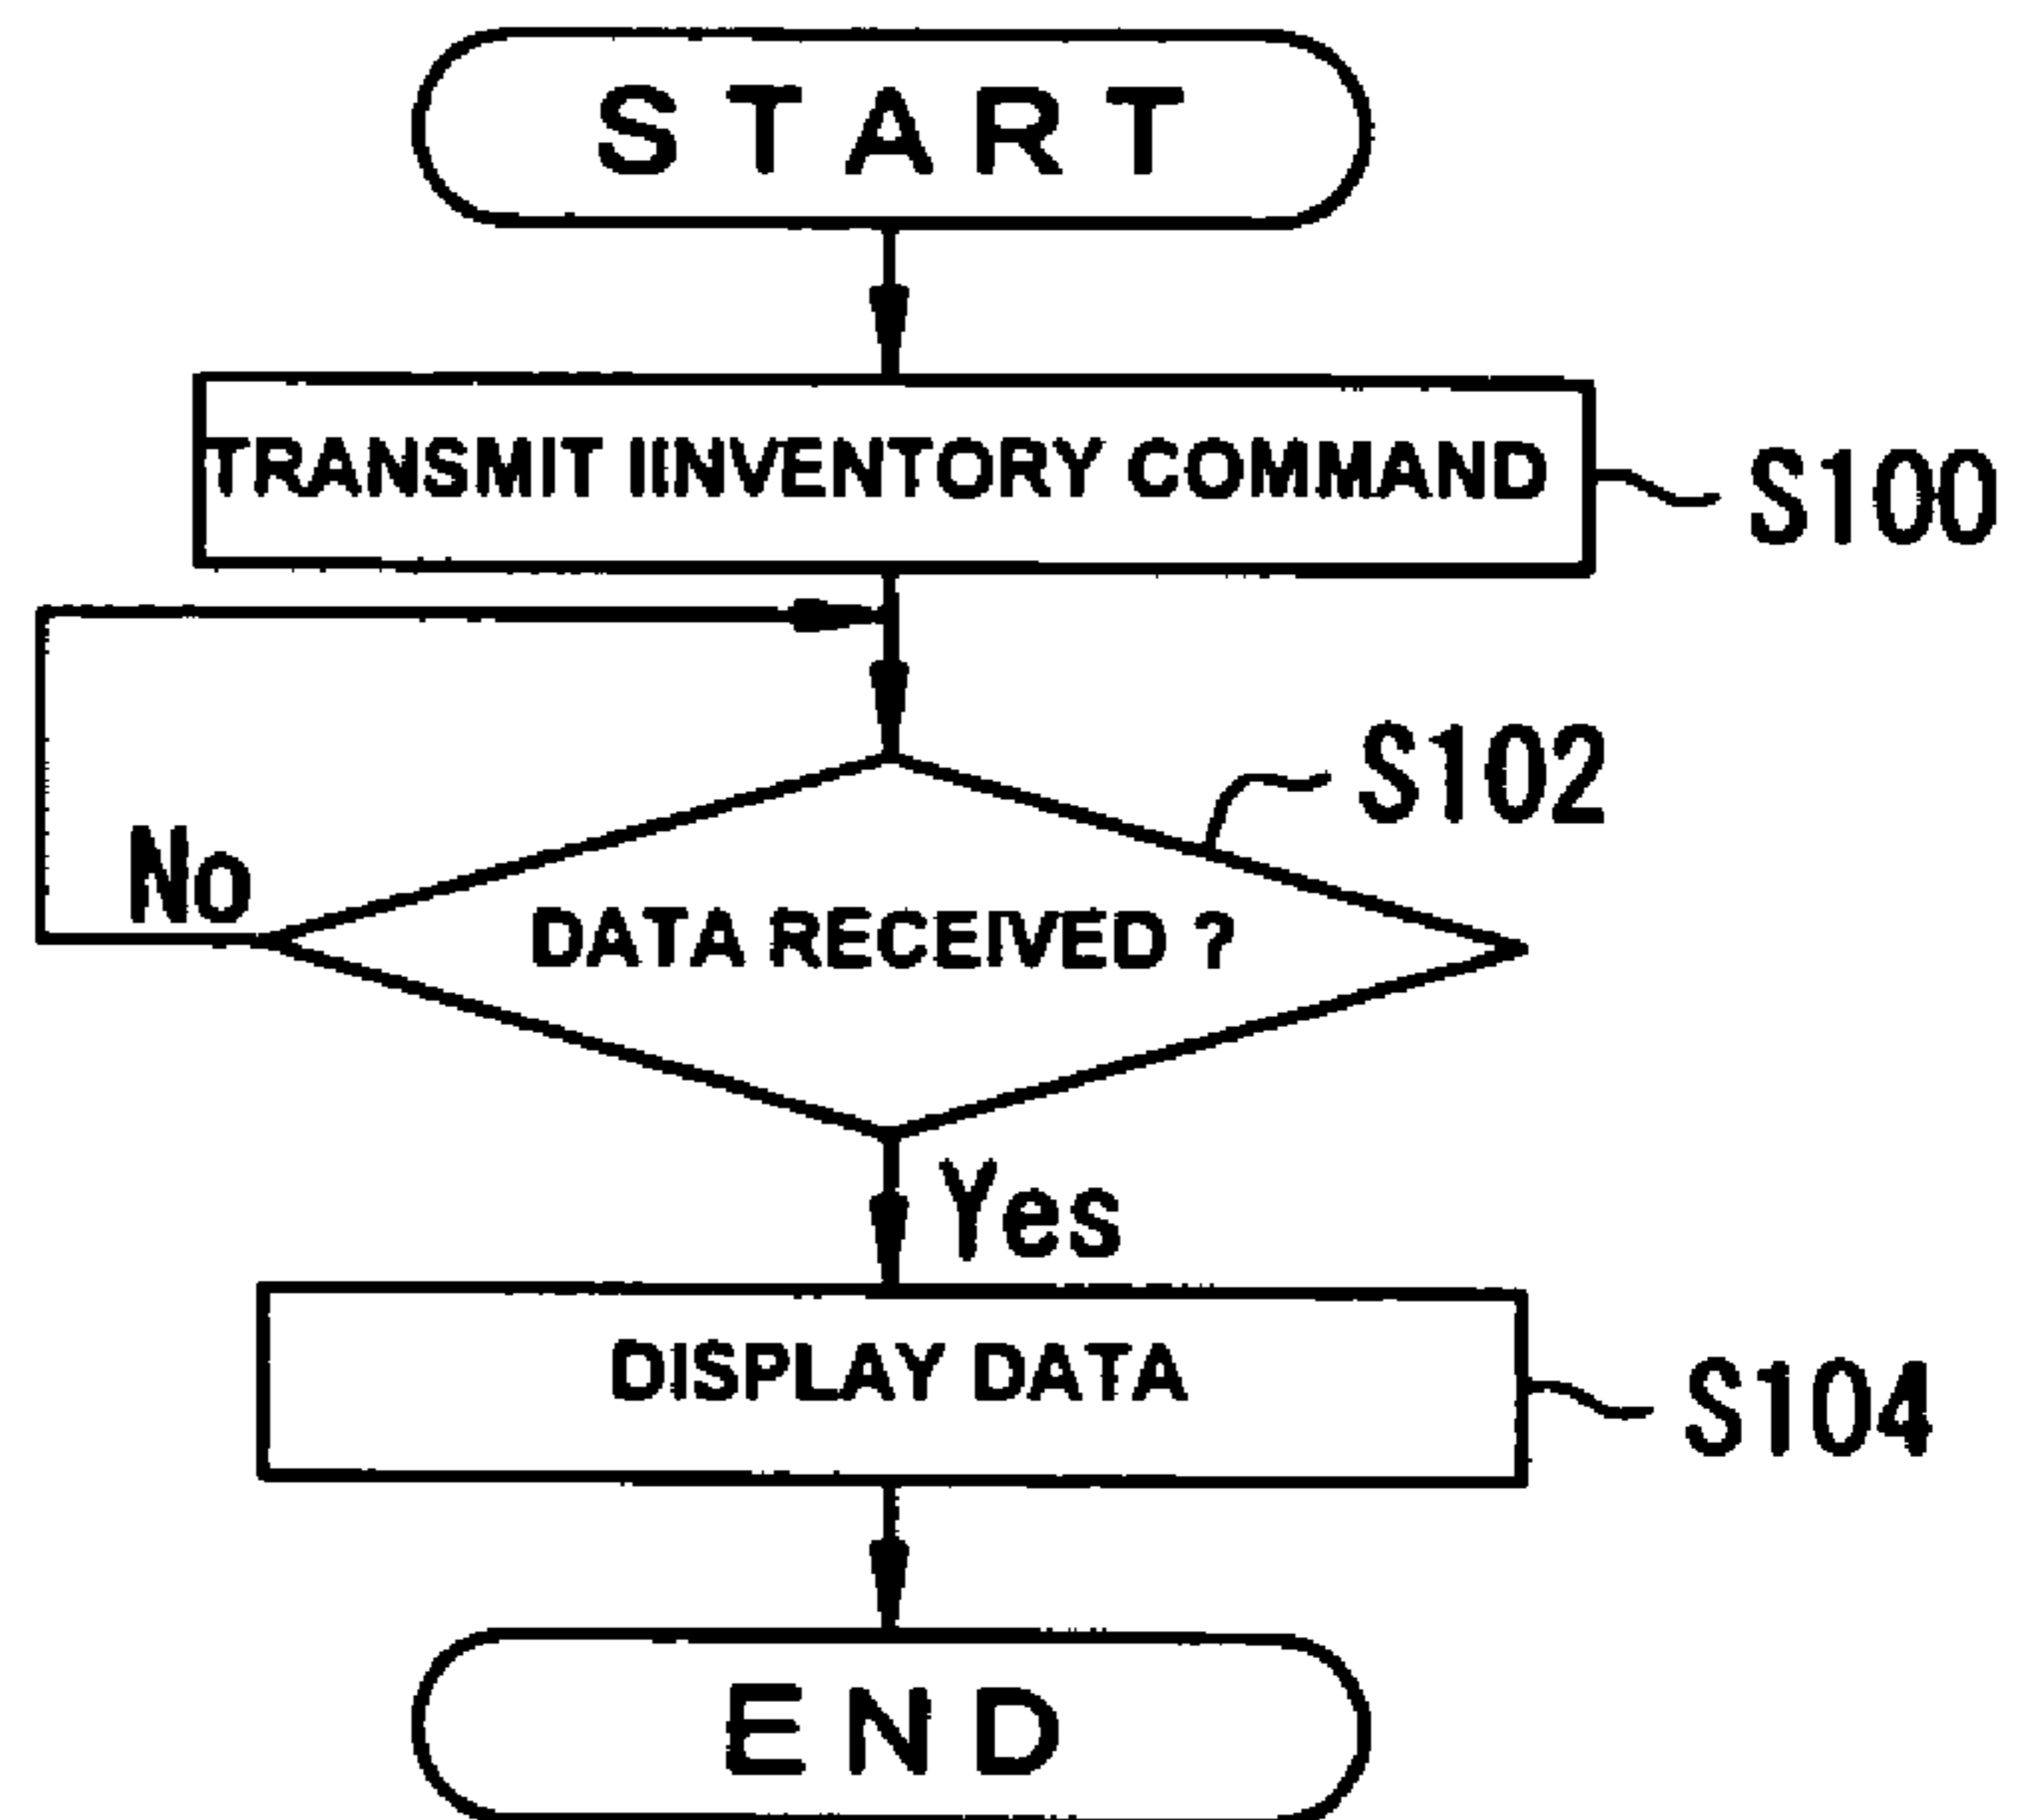 START
TRANSMIT IINVENTORY COMMAND
S100
S102
No
DATA RECEIVED ?
Yes
DISPLAY DATA
S104
END